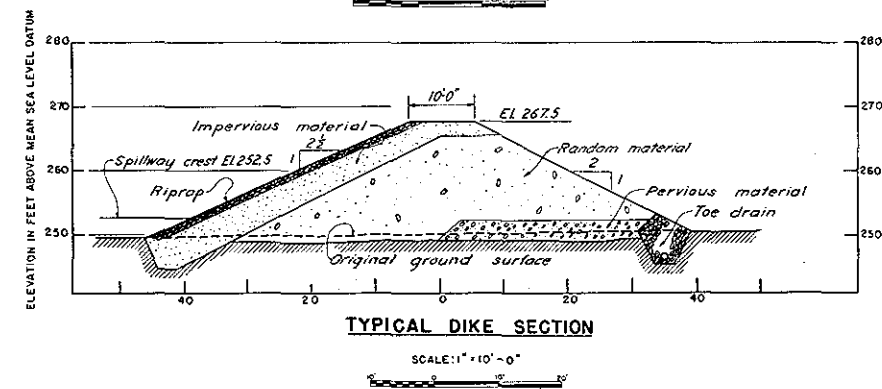 ELEVATION IN FEET ABOVE MEAN SEA LEVEL DATUM
280
280
270
270
260
260
250
250
10'-0"
EL 267.5
Impervious material
1
2½
Random material
2
1
Spillway crest EL252.5
Riprap
Pervious material
Toe drain
Original ground surface
40
20
0
20
40
TYPICAL DIKE SECTION
SCALE: 1" = 10'-0"
10'
0
10'
20'